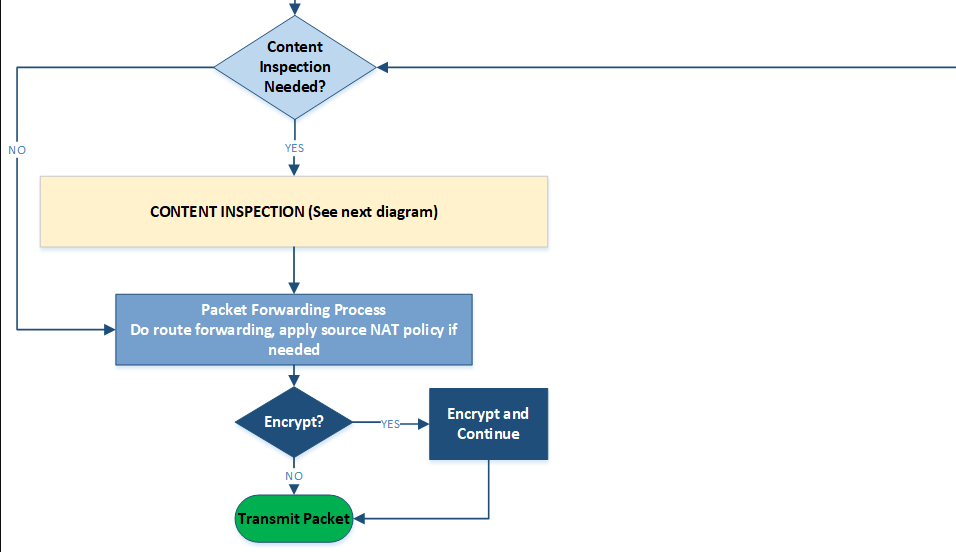 Content
Inspection
Needed?
NO
YES
CONTENT INSPECTION (See next diagram)
Packet Forwarding Process
Do route forwarding, apply source NAT policy if
needed
Encrypt?
YES
Encrypt and
Continue
NO
Transmit Packet